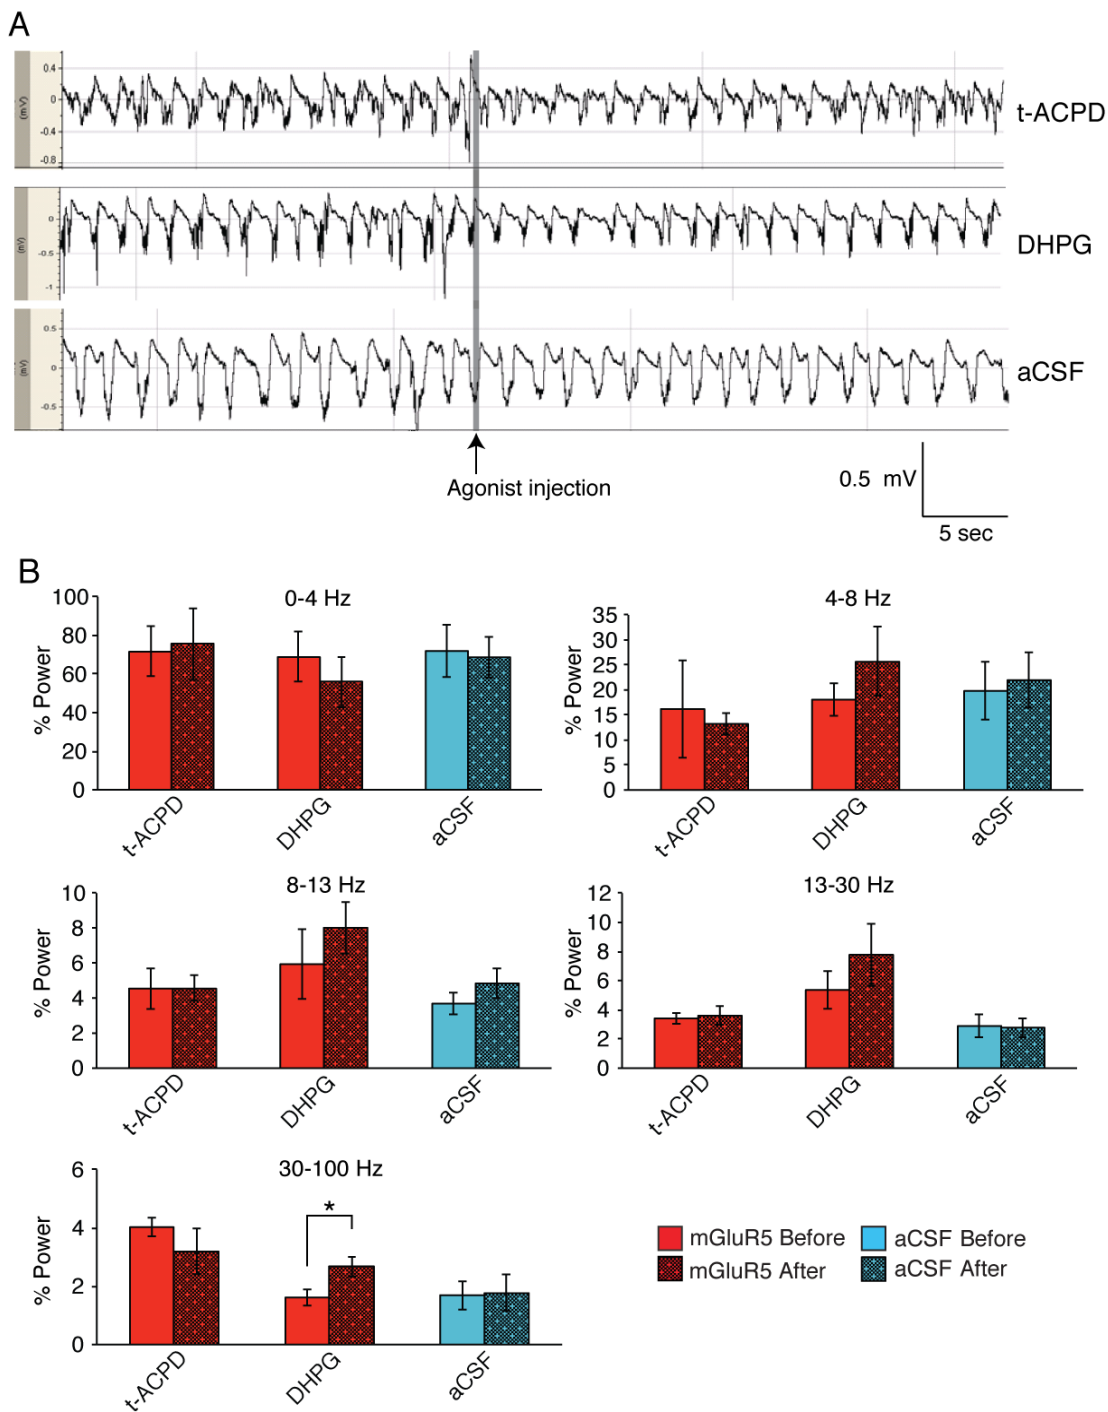 A
(mV)
0.4
0
-0.4
-0.8
t-ACPD
(mV)
0
-0.5
-1
DHPG
(mV)
0.5
0
-0.5
aCSF
Agonist injection
0.5 mV
5 sec
B
0-4 Hz
% Power
100
80
60
40
20
0
t-ACPD DHPG aCSF
4-8 Hz
% Power
35
30
25
20
15
10
5
0
t-ACPD DHPG aCSF
8-13 Hz
% Power
10
8
6
4
2
0
t-ACPD DHPG aCSF
13-30 Hz
% Power
12
10
8
6
4
2
0
t-ACPD DHPG aCSF
30-100 Hz
% Power
6
4
2
0
*
t-ACPD DHPG aCSF
mGluR5 Before
mGluR5 After
aCSF Before
aCSF After